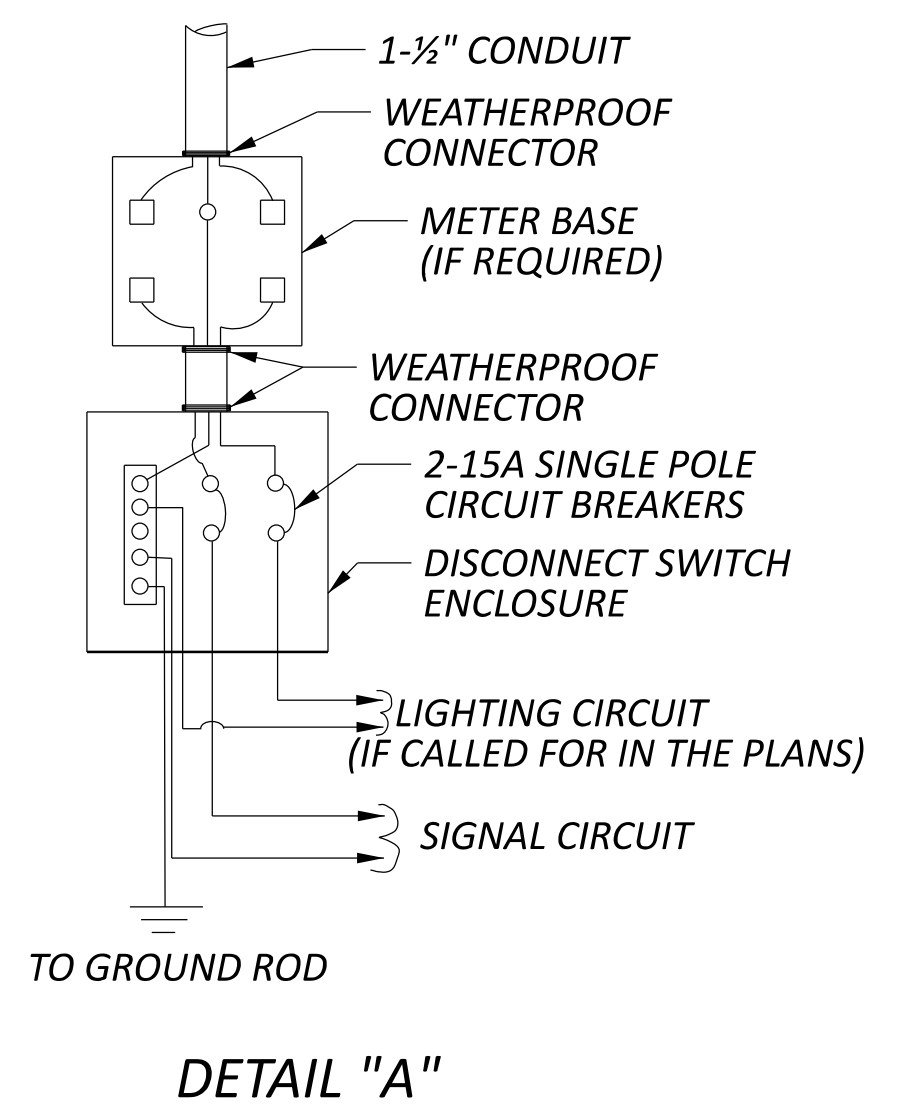 1-½" CONDUIT
WEATHERPROOF
CONNECTOR
METER BASE
(IF REQUIRED)
WEATHERPROOF
CONNECTOR
2-15A SINGLE POLE
CIRCUIT BREAKERS
DISCONNECT SWITCH
ENCLOSURE
LIGHTING CIRCUIT
(IF CALLED FOR IN THE PLANS)
SIGNAL CIRCUIT
TO GROUND ROD
DETAIL "A"